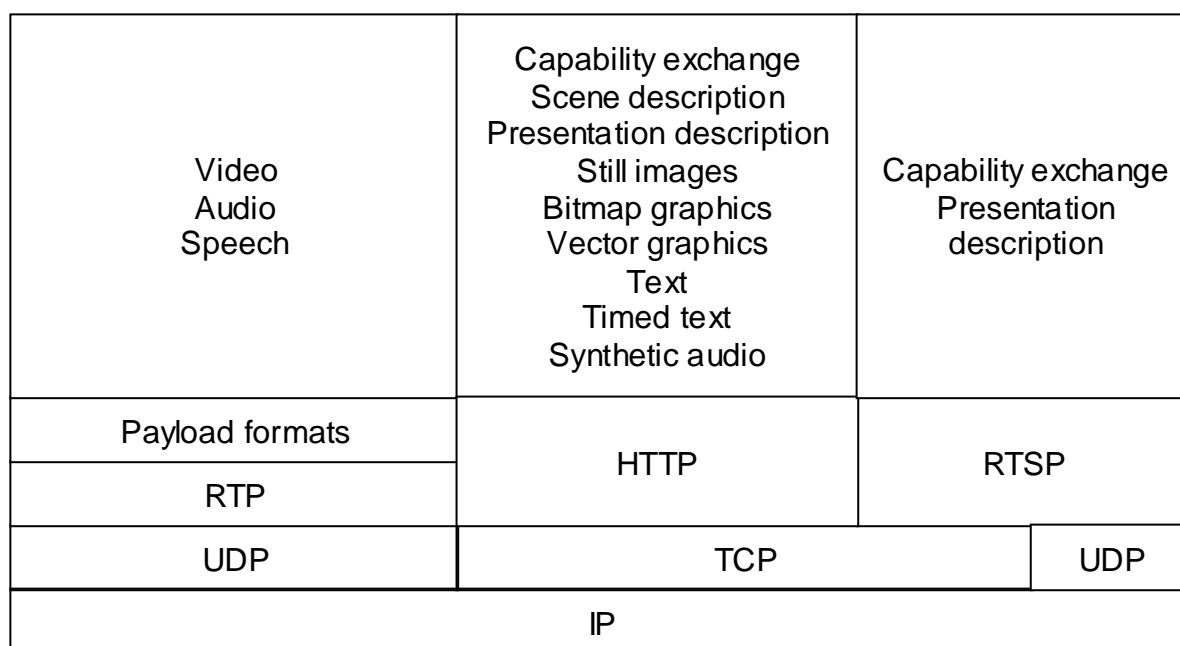 Video
Audio
Speech
Capability exchange
Scene description
Presentation description
Still images
Bitmap graphics
Vector graphics
Text
Timed text
Synthetic audio
Capability exchange
Presentation
description
Payload formats
RTP
HTTP
RTSP
UDP
TCP
UDP
IP